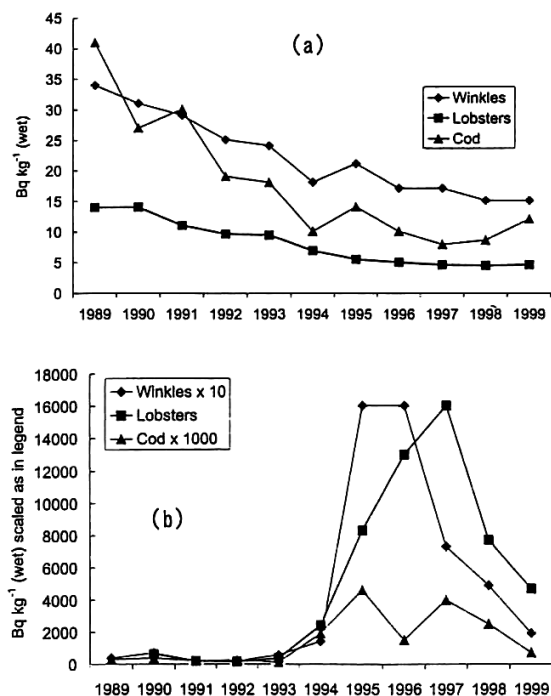 (a)
Bq kg⁻¹ (wet)
45
40
35
30
25
20
15
10
5
0
Winkles
Lobsters
Cod
1989 1990 1991 1992 1993 1994 1995 1996 1997 1998 1999
(b)
Bq kg⁻¹ (wet) scaled as in legend
18000
16000
14000
12000
10000
8000
6000
4000
2000
0
Winkles x 10
Lobsters
Cod x 1000
1989 1990 1991 1992 1993 1994 1995 1996 1997 1998 1999